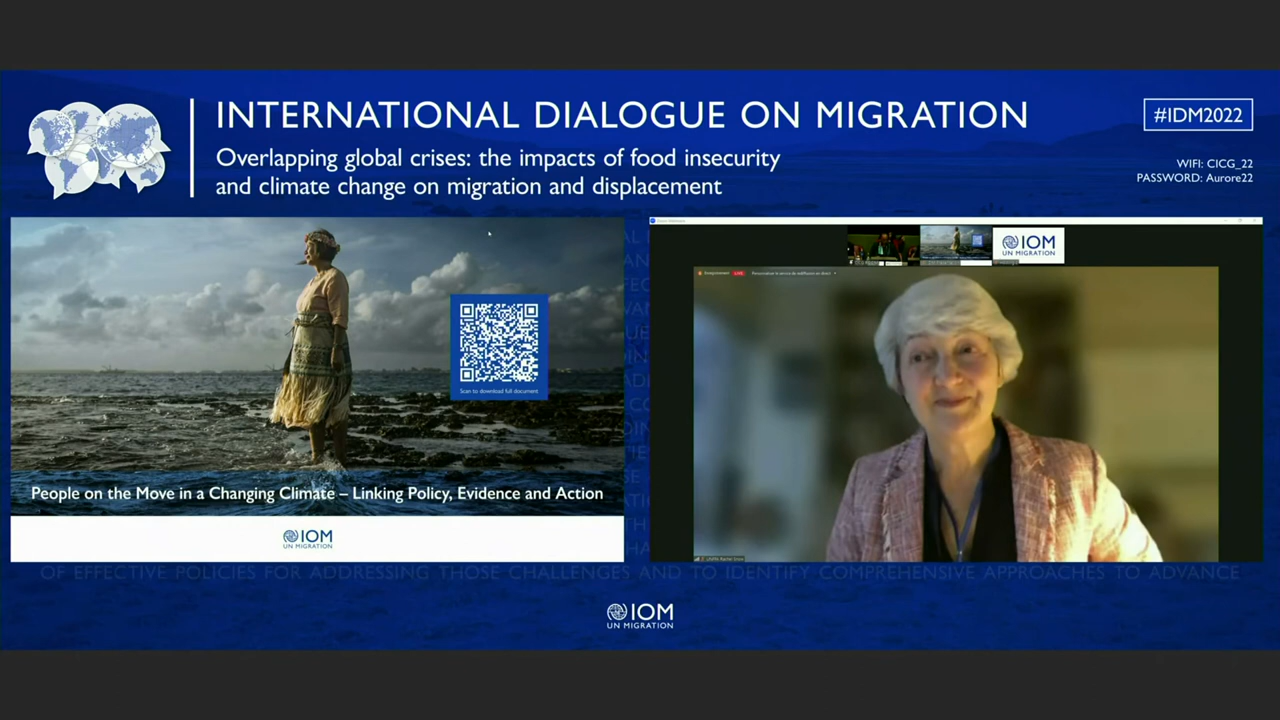 INTERNATIONAL DIALOGUE ON MIGRATION
Overlapping global crises: the impacts of food insecurity
and climate change on migration and displacement
#IDM2022
WIFI: CICG_22
PASSWORD: Aurore22
Scan to download full document
People on the Move in a Changing Climate – Linking Policy, Evidence and Action
IOM
UN MIGRATION
IOM
UN MIGRATION
LIVE
OF EFFECTIVE POLICIES FOR ADDRESSING THOSE CHALLENGES AND TO IDENTIFY COMPREHENSIVE APPROACHES TO ADVANCE
IOM
UN MIGRATION